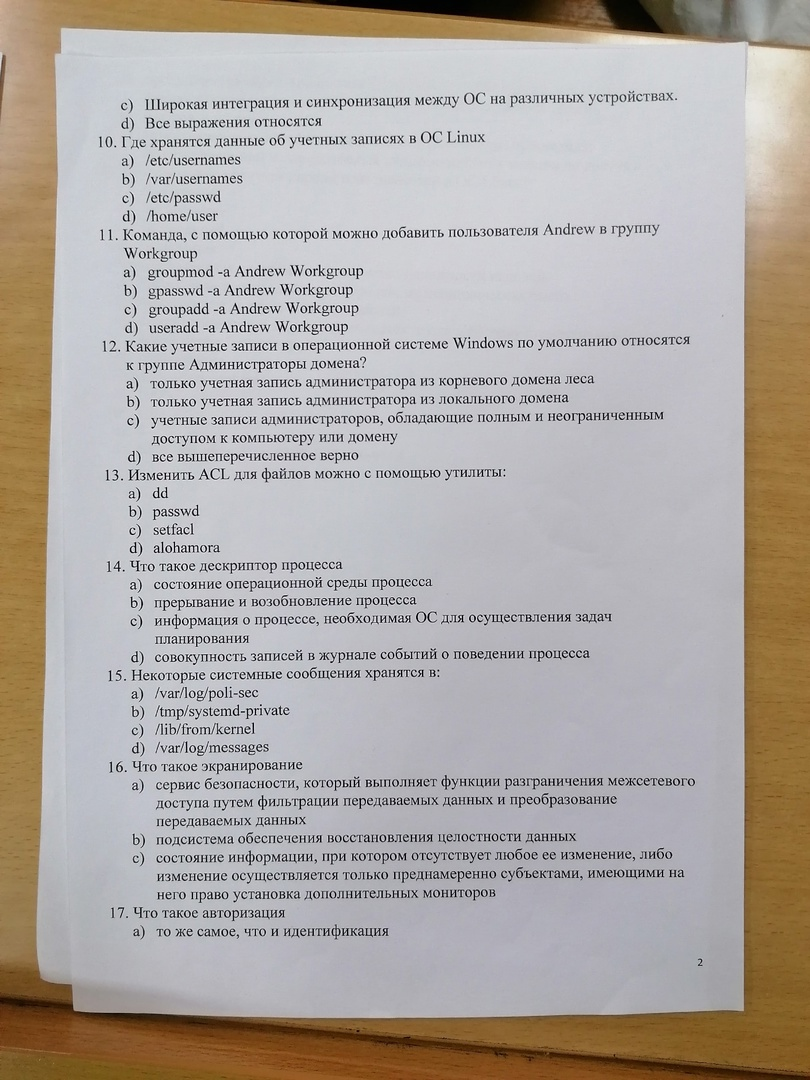 c) Широкая интеграция и синхронизация между ОС на различных устройствах.
d) Все выражения относятся
10. Где хранятся данные об учетных записях в ОС Linux
a) /etc/usernames
b) /var/usernames
c) /etc/passwd
d) /home/user
11. Команда, с помощью которой можно добавить пользователя Andrew в группу
Workgroup
a) groupmod -a Andrew Workgroup
b) gpasswd -a Andrew Workgroup
c) groupadd -a Andrew Workgroup
d) useradd -a Andrew Workgroup
12. Какие учетные записи в операционной системе Windows по умолчанию относятся
к группе Администраторы домена?
a) только учетная запись администратора из корневого домена леса
b) только учетная запись администратора из локального домена
c) учетные записи администраторов, обладающие полным и неограниченным
доступом к компьютеру или домену
d) все вышеперечисленное верно
13. Изменить ACL для файлов можно с помощью утилиты:
a) dd
b) passwd
c) setfacl
d) alohamora
14. Что такое дескриптор процесса
a) состояние операционной среды процесса
b) прерывание и возобновление процесса
c) информация о процессе, необходимая ОС для осуществления задач
планирования
d) совокупность записей в журнале событий о поведении процесса
15. Некоторые системные сообщения хранятся в:
a) /var/log/poli-sec
b) /tmp/systemd-private
c) /lib/from/kernel
d) /var/log/messages
16. Что такое экранирование
a) сервис безопасности, который выполняет функции разграничения межсетевого
доступа путем фильтрации передаваемых данных и преобразование
передаваемых данных
b) подсистема обеспечения восстановления целостности данных
c) состояние информации, при котором отсутствует любое ее изменение, либо
изменение осуществляется только преднамеренно субъектами, имеющими на
него право установка дополнительных мониторов
17. Что такое авторизация
a) то же самое, что и идентификация
2